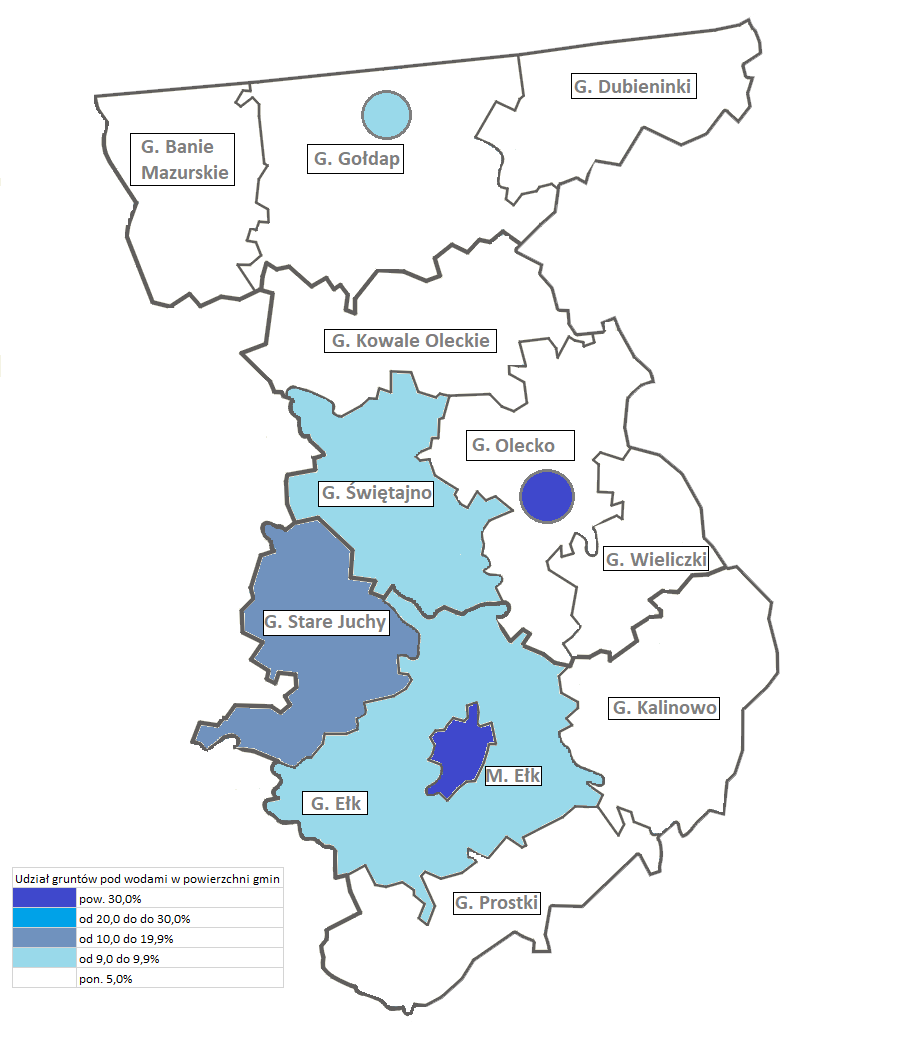 G. Dubieninki
G. Banie
Mazurskie
G. Gołdap
G. Kowale Oleckie
G. Olecko
G. Świętajno
G. Wieliczki
G. Stare Juchy
G. Kalinowo
M. Ełk
G. Ełk
G. Prostki
Udział gruntów pod wodami w powierzchni gmin
pow. 30,0%
od 20,0 do do 30,0%
od 10,0 do 19,9%
od 9,0 do 9,9%
pon. 5,0%